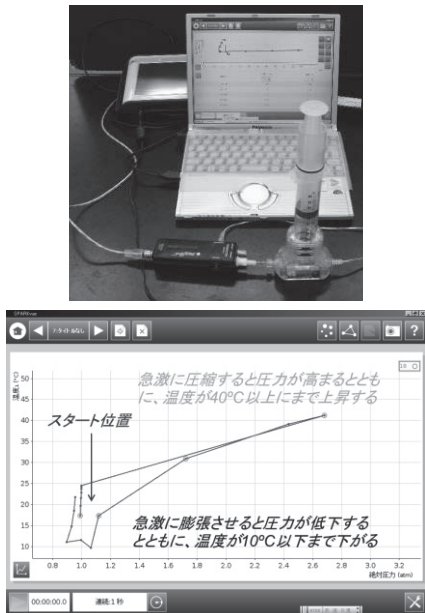 SPARKvue
急激に圧縮すると圧力が高まるととも
に、温度が40℃以上にまで上昇する
スタート位置
急激に膨張させると圧力が低下する
とともに、温度が10℃以下まで下がる
温度(℃)
50
45
40
35
30
25
20
15
10
0.8 1.0 1.2 1.4 1.6 1.8 2.0 2.2 2.4 2.6 2.8 3.0 3.2
絶対圧力 (atm)
00:00:00.0 連続:1 秒